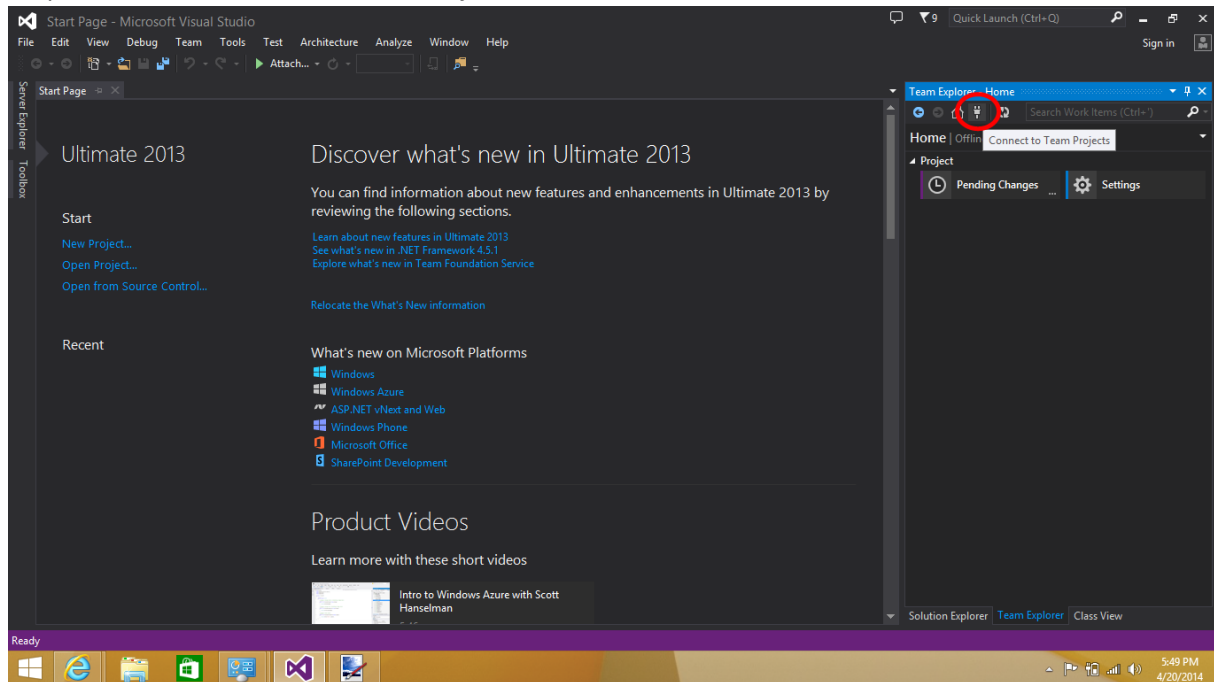 Start Page - Microsoft Visual Studio
9
Quick Launch (Ctrl+Q)
File Edit View Debug Team Tools Test Architecture Analyze Window Help
Sign in
Attach...
Server Explorer
Toolbox
Start Page
Ultimate 2013
Start
New Project...
Open Project...
Open from Source Control...
Recent
Discover what's new in Ultimate 2013
You can find information about new features and enhancements in Ultimate 2013 by
reviewing the following sections.
Learn about new features in Ultimate 2013
See what's new in .NET Framework 4.5.1
Explore what's new in Team Foundation Service
Relocate the What's New information
What's new on Microsoft Platforms
Windows
Windows Azure
ASP.NET vNext and Web
Windows Phone
Microsoft Office
SharePoint Development
Product Videos
Learn more with these short videos
Intro to Windows Azure with Scott
Hanselman
Team Explorer - Home
Search Work Items (Ctrl+')
Home | Offlin
Connect to Team Projects
Project
Pending Changes ...
Settings
Solution Explorer Team Explorer Class View
Ready
5:49 PM
4/20/2014